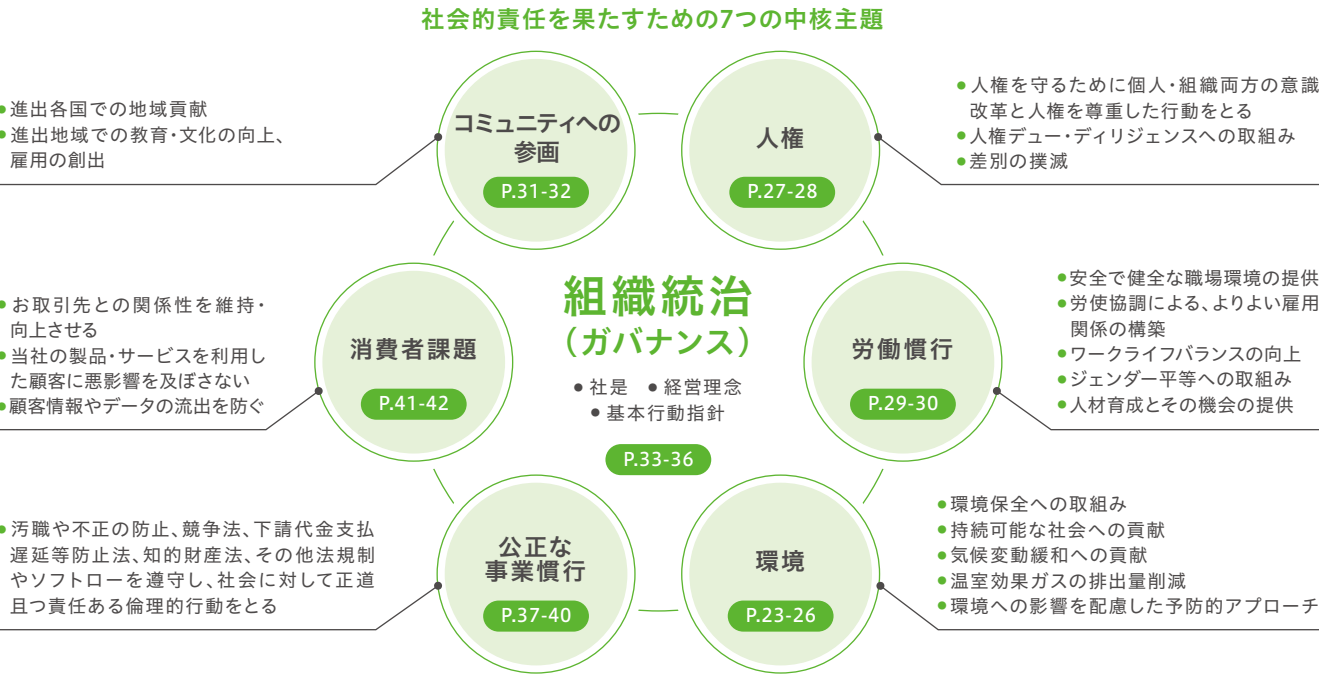 社会的責任を果たすための7つの中核主題
●進出各国での地域貢献
●進出地域での教育・文化の向上、
雇用の創出
コミュニティへの
参画
P.31-32
人権
P.27-28
●人権を守るために個人・組織両方の意識
改革と人権を尊重した行動をとる
●人権デュー・ディリジェンスへの取組み
●差別の撲滅
●お取引先との関係性を維持・
向上させる
●当社の製品・サービスを利用し
た顧客に悪影響を及ぼさない
●顧客情報やデータの流出を防ぐ
消費者課題
P.41-42
組織統治
（ガバナンス）
●社是 ●経営理念
●基本行動指針
P.33-36
労働慣行
P.29-30
●安全で健全な職場環境の提供
●労使協調による、よりよい雇用
関係の構築
●ワークライフバランスの向上
●ジェンダー平等への取組み
●人材育成とその機会の提供
●汚職や不正の防止、競争法、下請代金支払
遅延等防止法、知的財産法、その他法規制
やソフトローを遵守し、社会に対して正道
且つ責任ある倫理的行動をとる
公正な
事業慣行
P.37-40
環境
P.23-26
●環境保全への取組み
●持続可能な社会への貢献
●気候変動緩和への貢献
●温室効果ガスの排出量削減
●環境への影響を配慮した予防的アプローチ